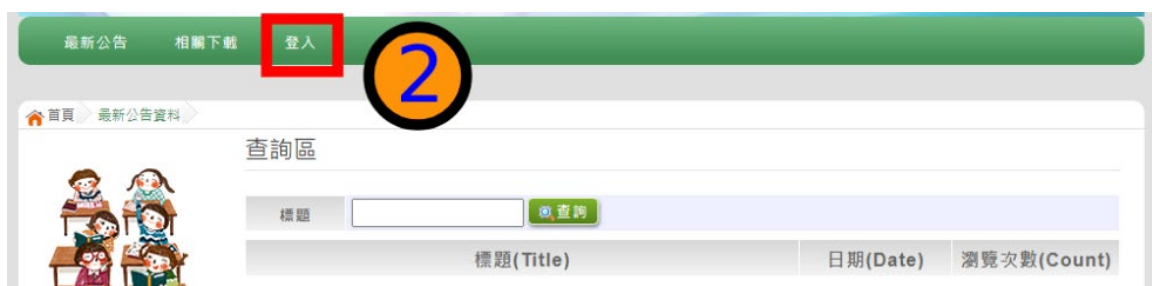 最新公告 相關下載 登入
2
首頁 最新公告資料
查詢區
標題 查詢
標題(Title) 日期(Date) 瀏覽次數(Count)